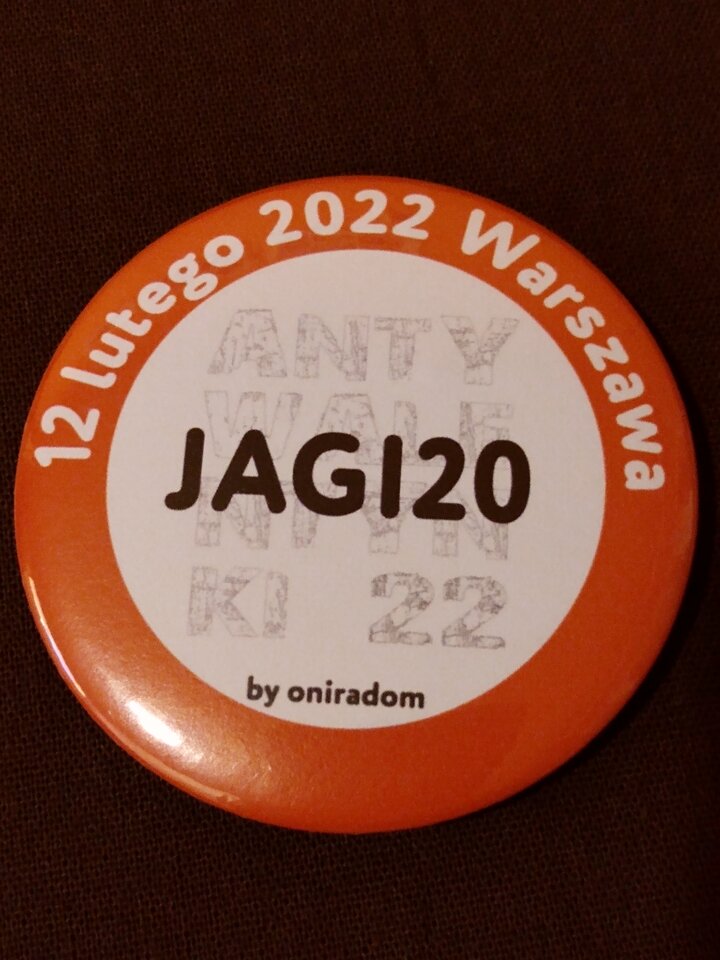 12 lutego 2022 Warszawa
ANTY
WALE
JAGI20
NTYN
KI 22
by oniradom